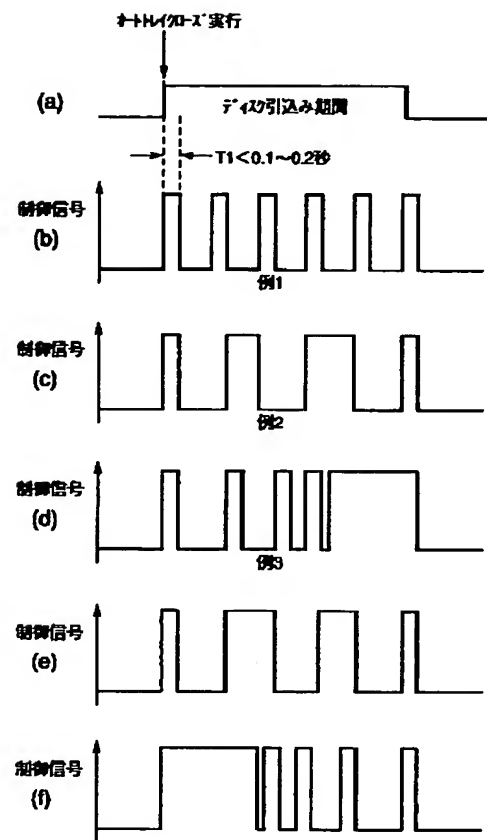 オートトレイクローズ実行
(a)
ディスク引込み期間
T1<0.1~0.2秒
制御信号
(b)
例1
制御信号
(c)
例2
制御信号
(d)
例3
制御信号
(e)
制御信号
(f)